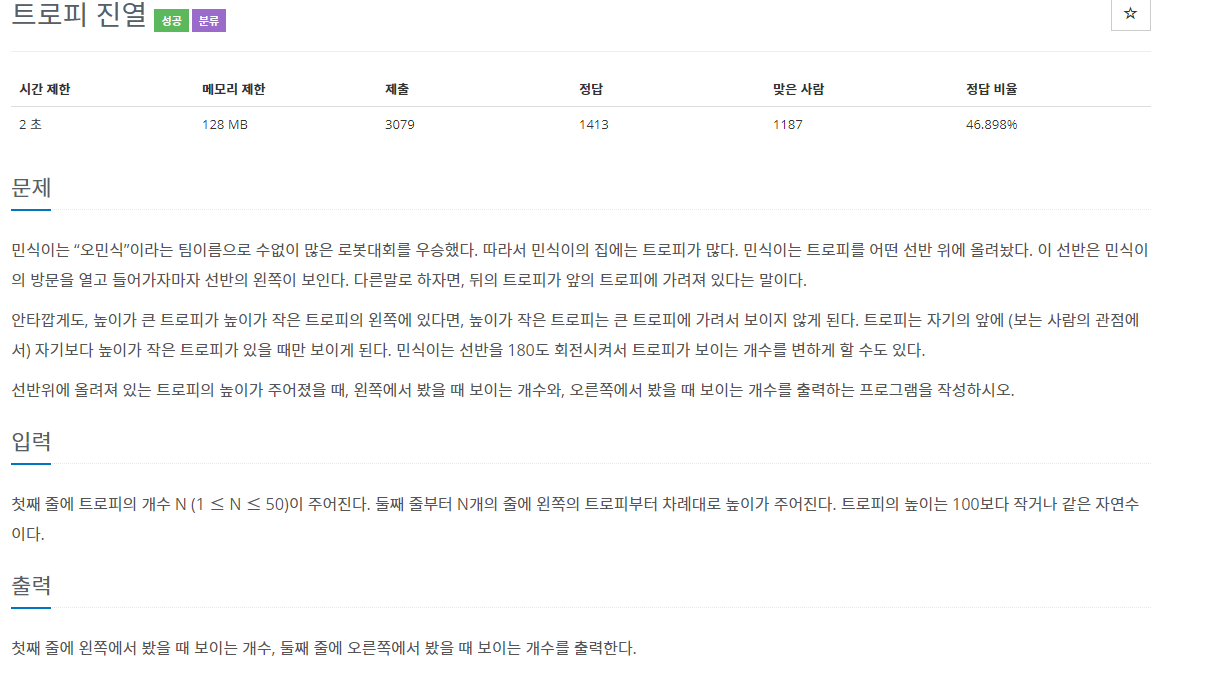 트로피 진열 성공 분류
☆
시간 제한 메모리 제한 제출 정답 맞은 사람 정답 비율
2 초 128 MB 3079 1413 1187 46.898%
문제
민식이는 “오민식”이라는 팀이름으로 수없이 많은 로봇대회를 우승했다. 따라서 민식이의 집에는 트로피가 많다. 민식이는 트로피를 어떤 선반 위에 올려놨다. 이 선반은 민식이
의 방문을 열고 들어가자마자 선반의 왼쪽이 보인다. 다른말로 하자면, 뒤의 트로피가 앞의 트로피에 가려져 있다는 말이다.
안타깝게도, 높이가 큰 트로피가 높이가 작은 트로피의 왼쪽에 있다면, 높이가 작은 트로피는 큰 트로피에 가려서 보이지 않게 된다. 트로피는 자기의 앞에 (보는 사람의 관점에
서) 자기보다 높이가 작은 트로피가 있을 때만 보이게 된다. 민식이는 선반을 180도 회전시켜서 트로피가 보이는 개수를 변하게 할 수도 있다.
선반위에 올려져 있는 트로피의 높이가 주어졌을 때, 왼쪽에서 봤을 때 보이는 개수와, 오른쪽에서 봤을 때 보이는 개수를 출력하는 프로그램을 작성하시오.
입력
첫째 줄에 트로피의 개수 N (1 ≤ N ≤ 50)이 주어진다. 둘째 줄부터 N개의 줄에 왼쪽의 트로피부터 차례대로 높이가 주어진다. 트로피의 높이는 100보다 작거나 같은 자연수
이다.
출력
첫째 줄에 왼쪽에서 봤을 때 보이는 개수, 둘째 줄에 오른쪽에서 봤을 때 보이는 개수를 출력한다.